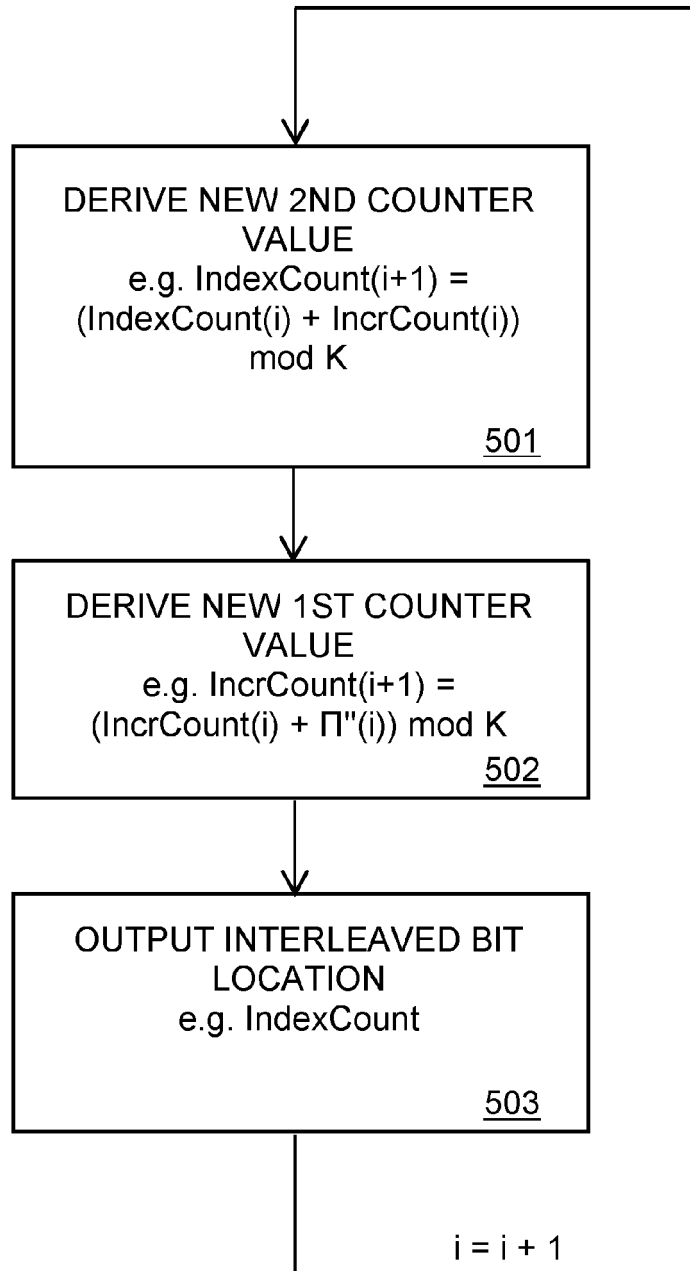 DERIVE NEW 2ND COUNTER
VALUE
e.g. IndexCount(i+1) =
(IndexCount(i) + IncrCount(i))
mod K
501
DERIVE NEW 1ST COUNTER
VALUE
e.g. IncrCount(i+1) =
(IncrCount(i) + Π"(i)) mod K
502
OUTPUT INTERLEAVED BIT
LOCATION
e.g. IndexCount
503
i = i + 1